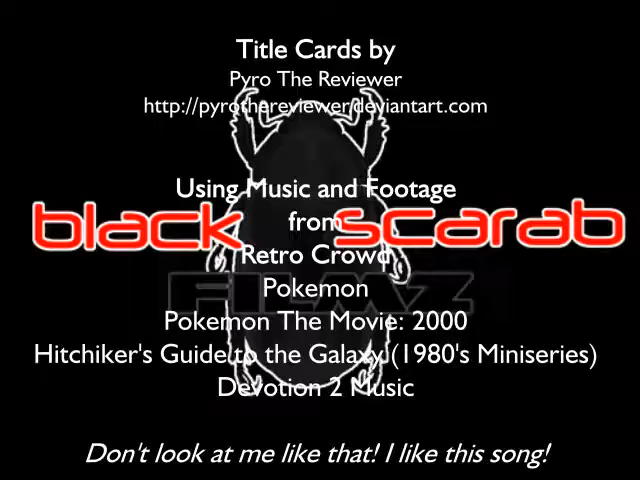 Title Cards by
Pyro The Reviewer
http://pyrothereviewer.deviantart.com
Using Music and Footage
black scarab
from
Retro Crowd
FILMZ
Pokemon
Pokemon The Movie: 2000
Hitchiker's Guide to the Galaxy (1980's Miniseries)
Devotion 2 Music
Don't look at me like that! I like this song!